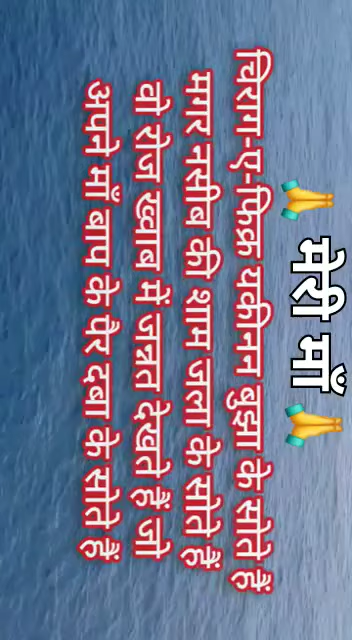 🙏 मेरी माँ 🙏
चिराग-ए-फिक्र यकीनन बुझा के सोते हैं
मगर नसीब की शाम जला के सोते हैं
वो रोज ख्वाब में जन्नत देखते हैं जो
अपने माँ बाप के पैर दबा के सोते हैं